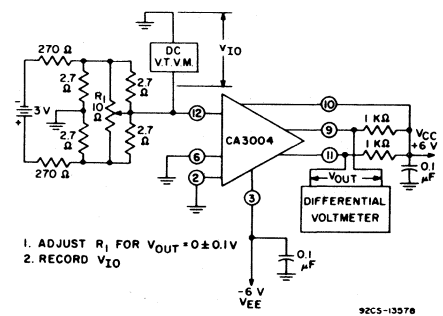 DC
V.T.V.M.
V_IO
270 Ω
2.7
Ω
R1
10
Ω
2.7
Ω
- 3 V
+
2.7
Ω
2.7
Ω
270 Ω
12
6
2
CA3004
10
9
11
3
1 KΩ
1 KΩ
V_CC
+6 V
0.1
μF
V_OUT
DIFFERENTIAL
VOLTMETER
0.1
μF
-6 V
V_EE
1. ADJUST R1 FOR V_OUT = 0 ± 0.1 V
2. RECORD V_IO
92CS-13578